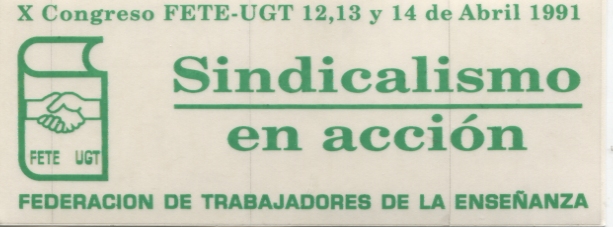 X Congreso FETE-UGT 12,13 y 14 de Abril 1991
Sindicalismo
en acción
FETE UGT
FEDERACION DE TRABAJADORES DE LA ENSEÑANZA